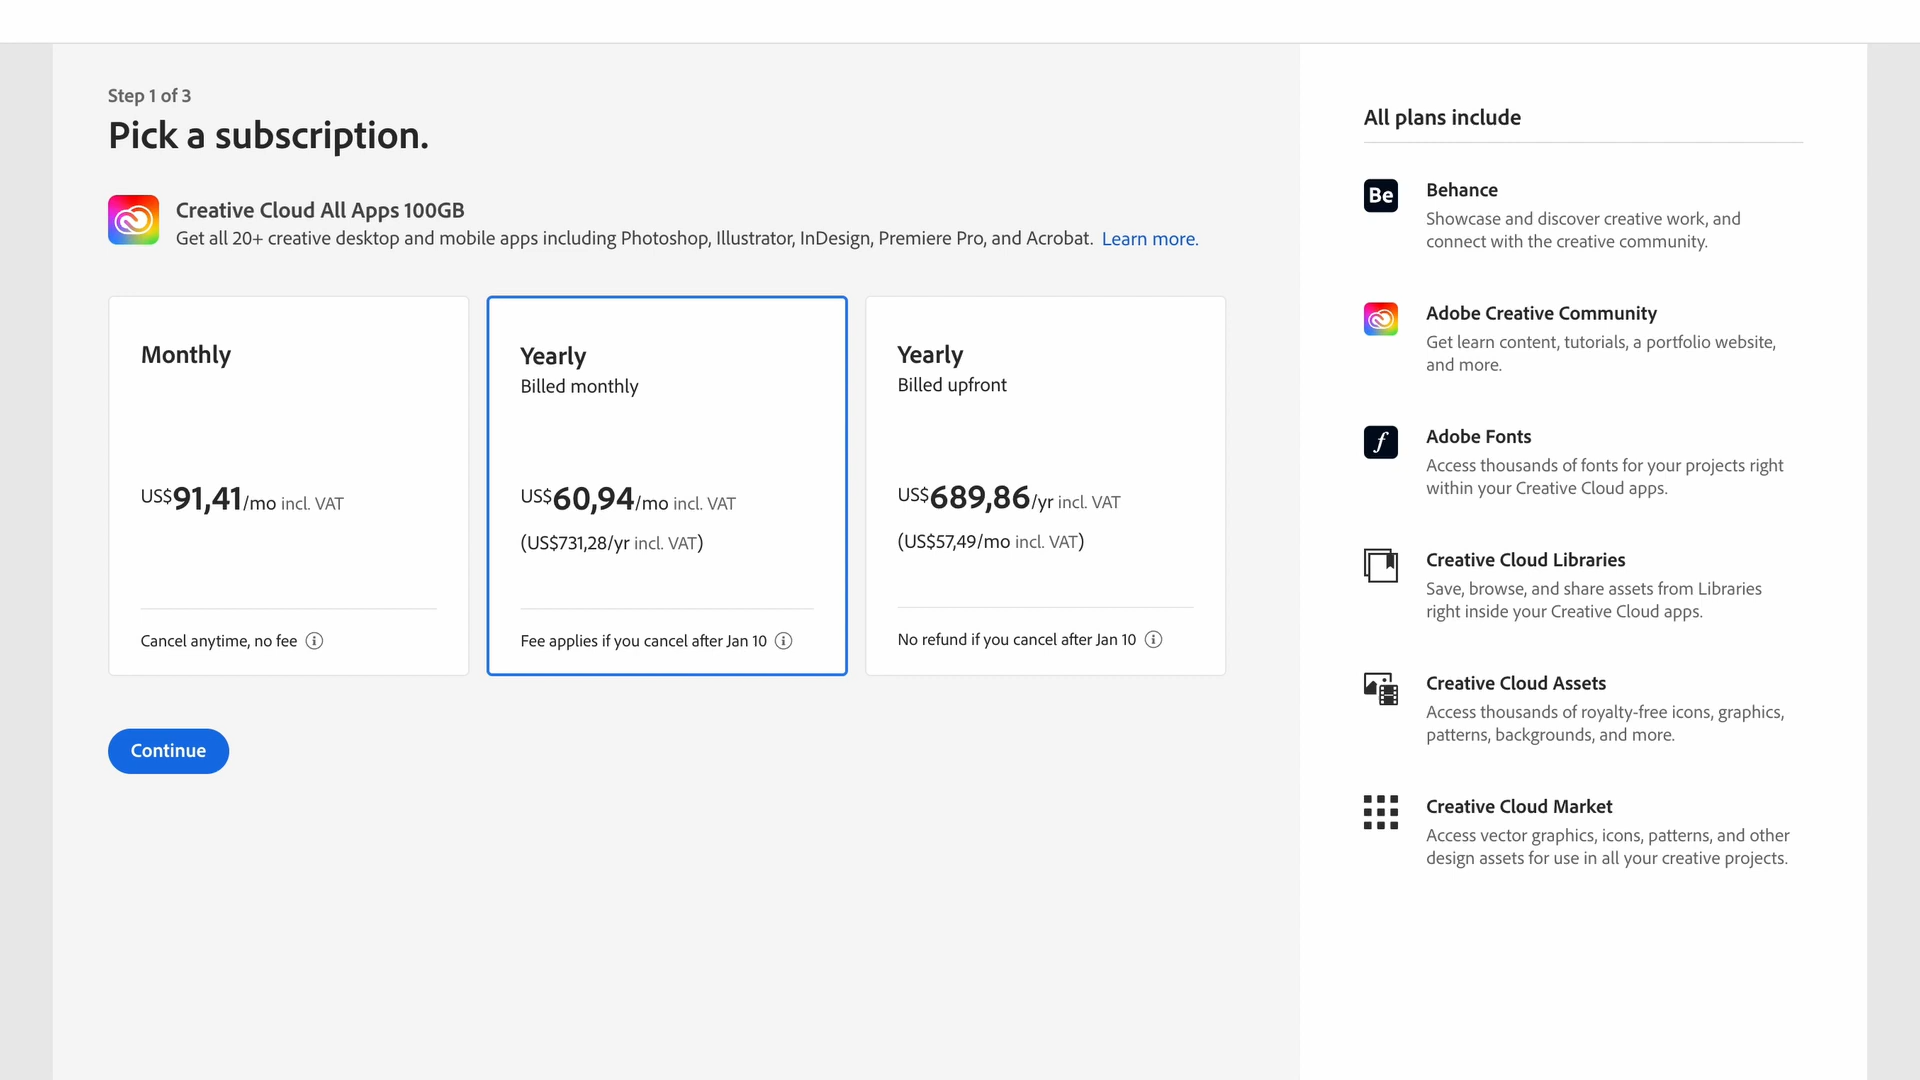 Step 1 of 3
Pick a subscription.
Creative Cloud All Apps 100GB
Get all 20+ creative desktop and mobile apps including Photoshop, Illustrator, InDesign, Premiere Pro, and Acrobat. Learn more.
Monthly
US$91,41/mo incl. VAT
Cancel anytime, no fee
Yearly
Billed monthly
US$60,94/mo incl. VAT
(US$731,28/yr incl. VAT)
Fee applies if you cancel after Jan 10
Yearly
Billed upfront
US$689,86/yr incl. VAT
(US$57,49/mo incl. VAT)
No refund if you cancel after Jan 10
Continue
All plans include
Be
Behance
Showcase and discover creative work, and
connect with the creative community.
Adobe Creative Community
Get learn content, tutorials, a portfolio website,
and more.
f
Adobe Fonts
Access thousands of fonts for your projects right
within your Creative Cloud apps.
Creative Cloud Libraries
Save, browse, and share assets from Libraries
right inside your Creative Cloud apps.
Creative Cloud Assets
Access thousands of royalty-free icons, graphics,
patterns, backgrounds, and more.
Creative Cloud Market
Access vector graphics, icons, patterns, and other
design assets for use in all your creative projects.